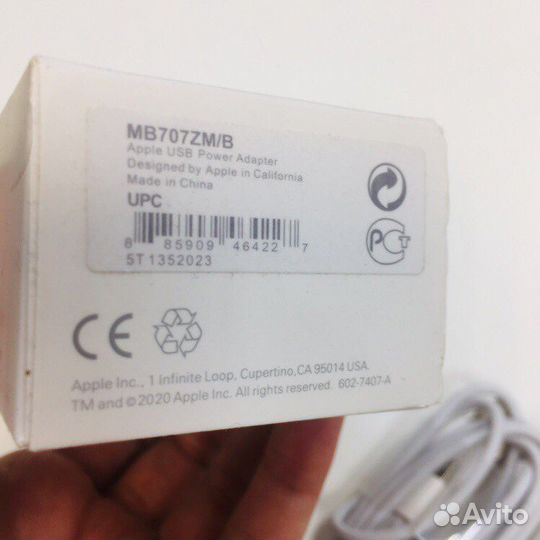 MB707ZM/B
Apple USB Power Adapter
Designed by Apple in California
Made in China
UPC
8 85909 46422 7
5T1352023
РСТ
CE
Apple Inc., 1 Infinite Loop, Cupertino, CA 95014 USA.
TM and © 2020 Apple Inc. All rights reserved. 602-7407-A
Avito